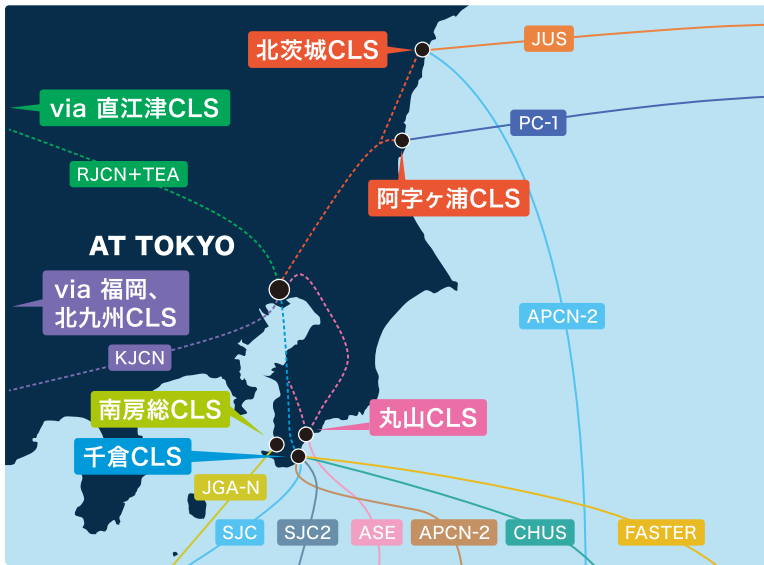 北茨城CLS
JUS
via 直江津CLS
PC-1
RJCN+TEA
阿字ヶ浦CLS
AT TOKYO
via 福岡、
北九州CLS
APCN-2
KJCN
南房総CLS
丸山CLS
千倉CLS
JGA-N
SJC
SJC2
ASE
APCN-2
CHUS
FASTER